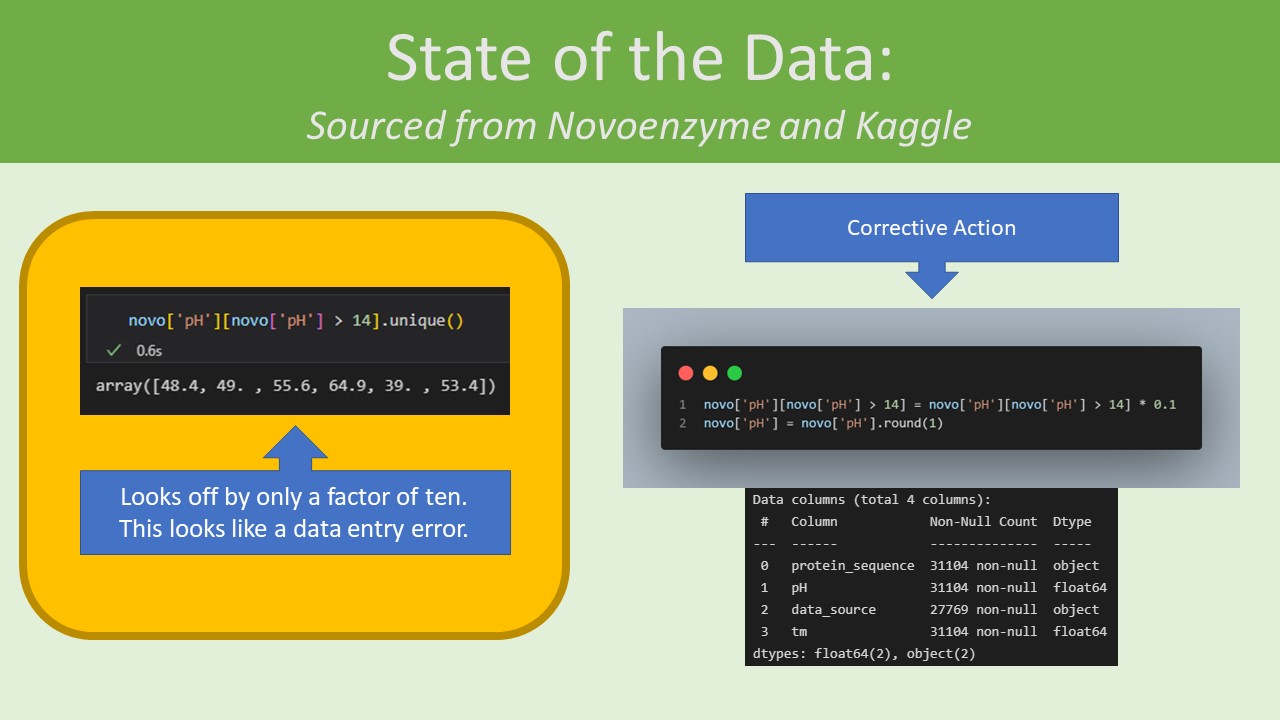 State of the Data:
Sourced from Novoenzyme and Kaggle
novo['pH'][novo['pH'] > 14].unique()
✓ 0.6s
array([48.4, 49. , 55.6, 64.9, 39. , 53.4])
Looks off by only a factor of ten.
This looks like a data entry error.
Corrective Action
1 novo['pH'][novo['pH'] > 14] = novo['pH'][novo['pH'] > 14] * 0.1
2 novo['pH'] = novo['pH'].round(1)
Data columns (total 4 columns):
# Column Non-Null Count Dtype
--- ------ -------------- -----
0 protein_sequence 31104 non-null object
1 pH 31104 non-null float64
2 data_source 27769 non-null object
3 tm 31104 non-null float64
dtypes: float64(2), object(2)